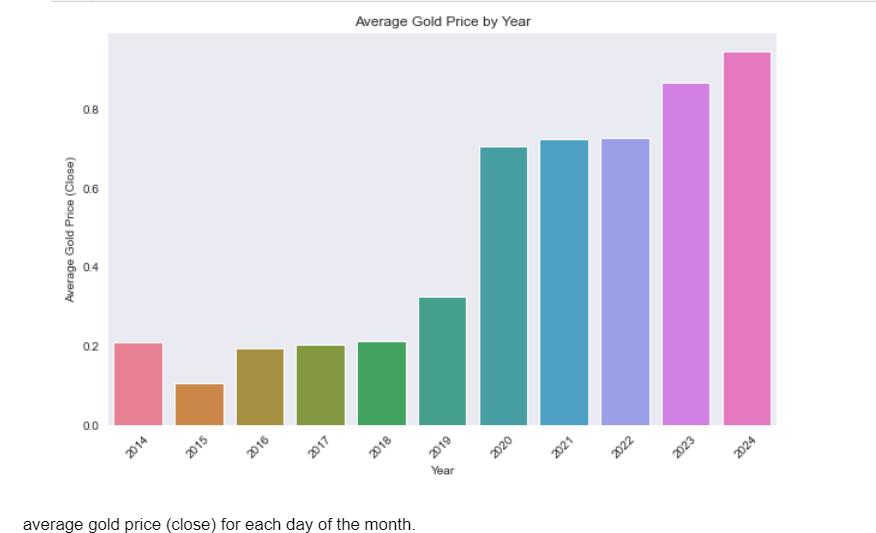 Average Gold Price by Year
Average Gold Price (Close)
0.8
0.6
0.4
0.2
0.0
2014 2015 2016 2017 2018 2019 2020 2021 2022 2023 2024
Year
average gold price (close) for each day of the month.